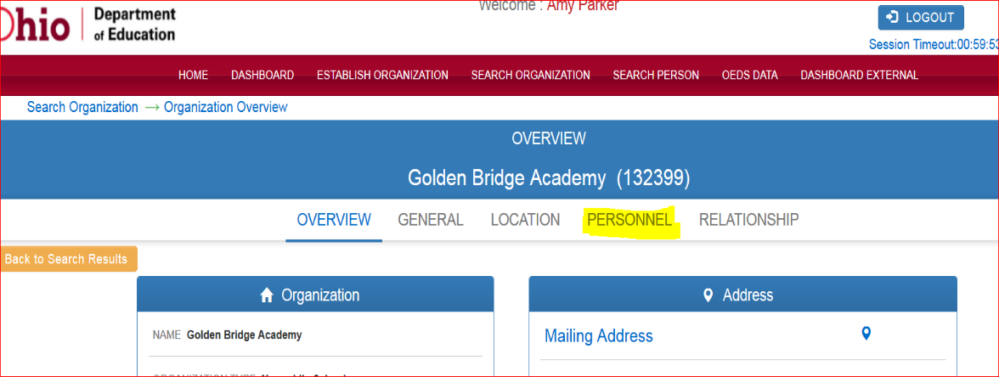 Welcome : Amy Parker
Department
of Education
hio
LOGOUT
Session Timeout:00:59:53
HOME DASHBOARD ESTABLISH ORGANIZATION SEARCH ORGANIZATION SEARCH PERSON OEDS DATA DASHBOARD EXTERNAL
Search Organization → Organization Overview
OVERVIEW
Golden Bridge Academy (132399)
OVERVIEW GENERAL LOCATION PERSONNEL RELATIONSHIP
Back to Search Results
Organization
Address
NAME Golden Bridge Academy
Mailing Address